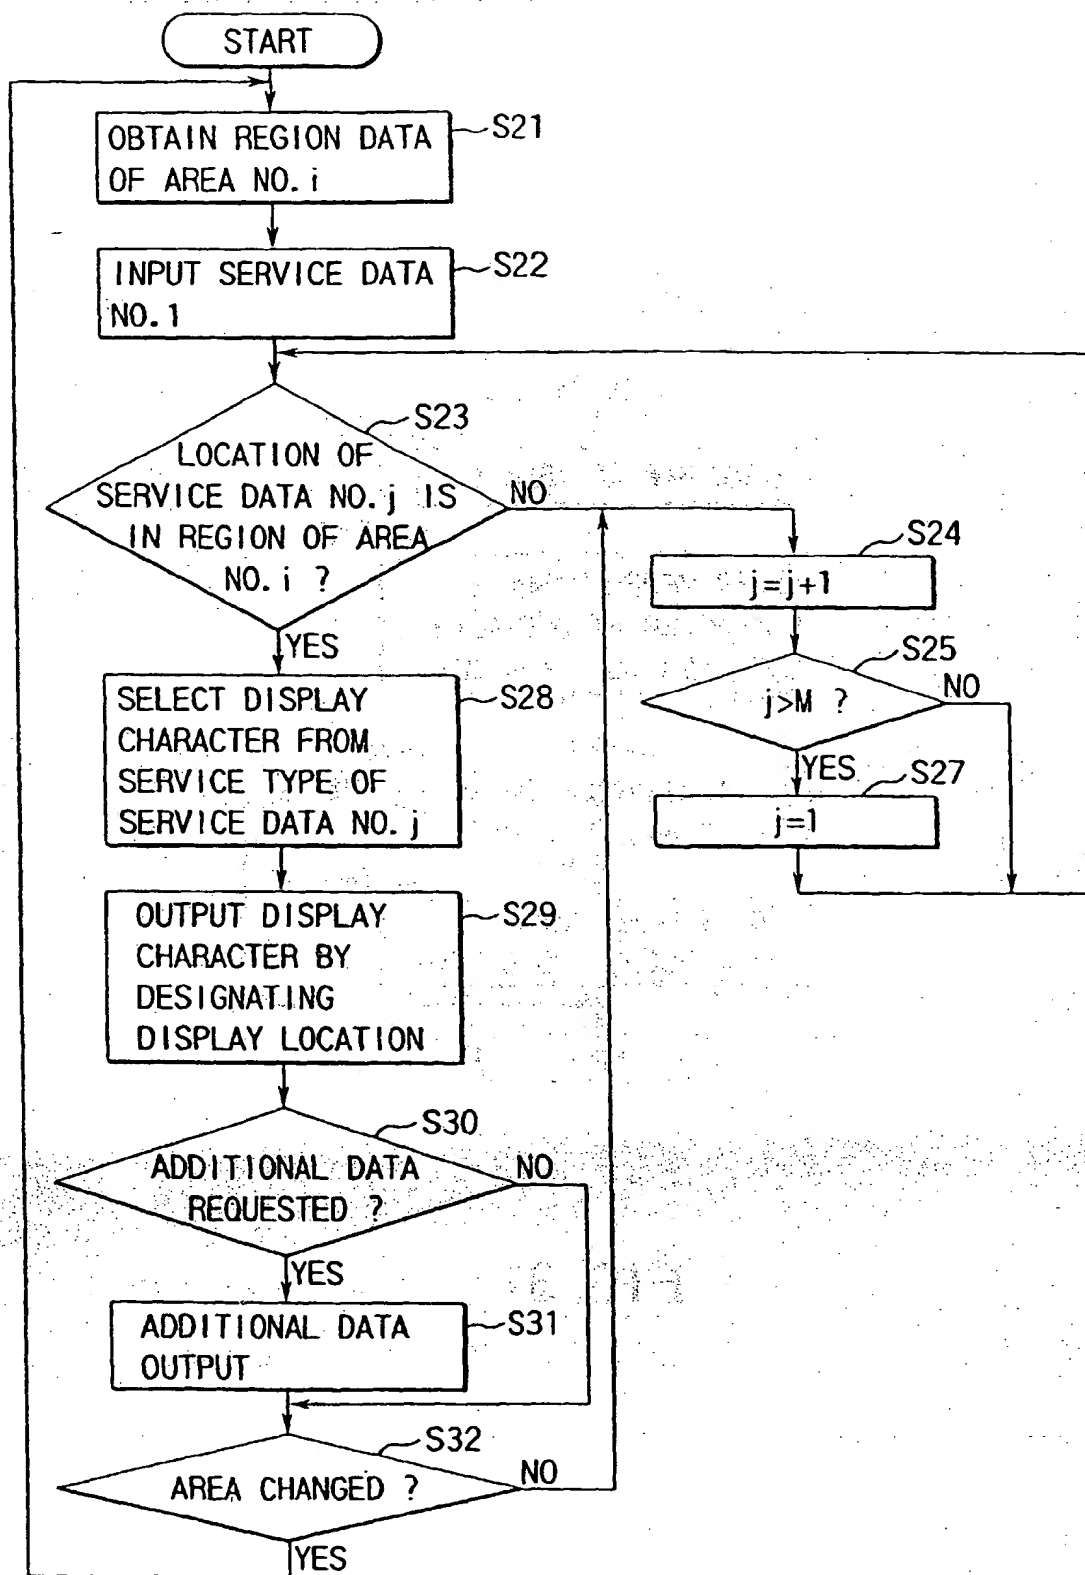 START
OBTAIN REGION DATA
OF AREA NO. i
S21
INPUT SERVICE DATA
NO. 1
S22
S23
LOCATION OF
SERVICE DATA NO. j IS
IN REGION OF AREA
NO. i ?
NO
YES
S24
j=j+1
S25
j>M ?
NO
YES
S27
j=1
SELECT DISPLAY
CHARACTER FROM
SERVICE TYPE OF
SERVICE DATA NO. j
S28
OUTPUT DISPLAY
CHARACTER BY
DESIGNATING
DISPLAY LOCATION
S29
S30
ADDITIONAL DATA
REQUESTED ?
NO
YES
ADDITIONAL DATA
OUTPUT
S31
S32
AREA CHANGED ?
NO
YES